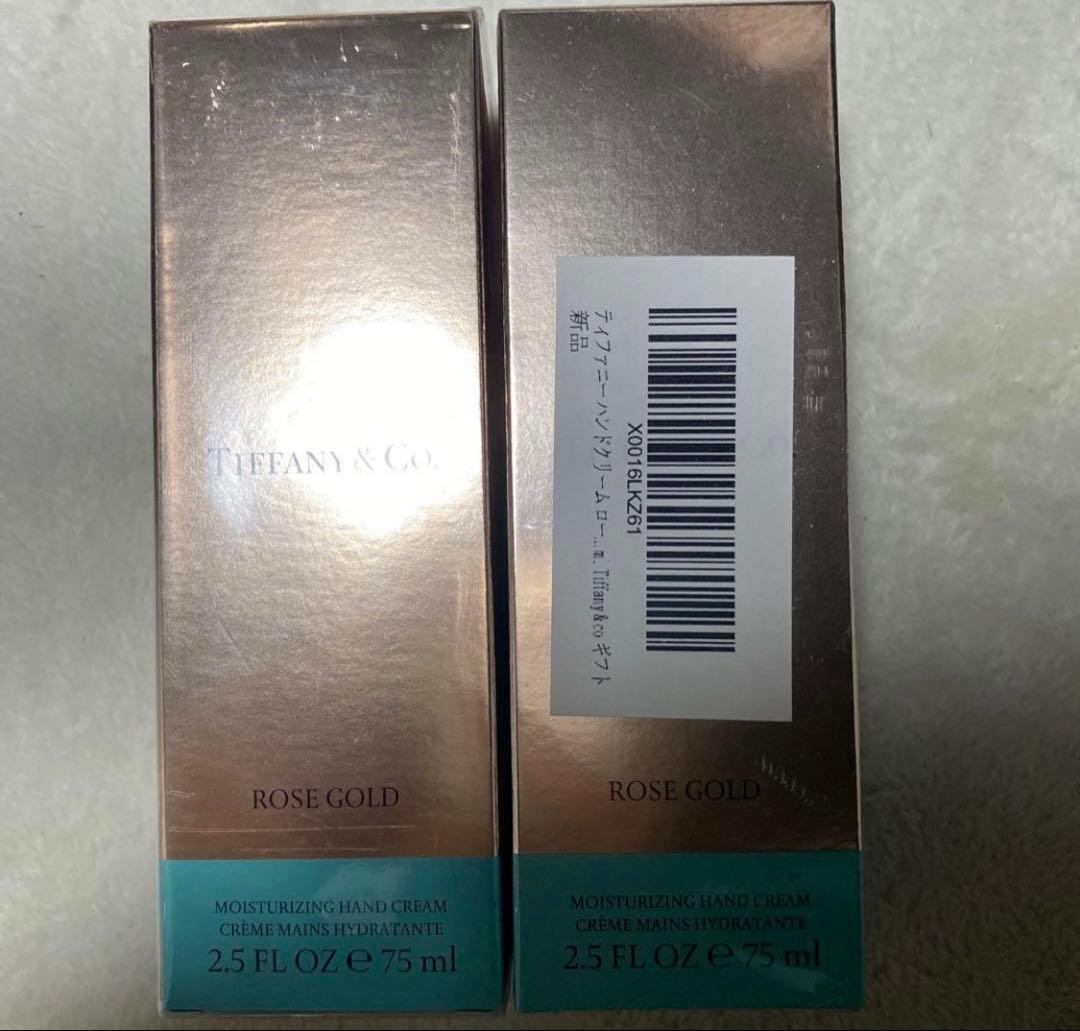 TIFFANY & CO.
ROSE GOLD
MOISTURIZING HAND CREAM
CRÈME MAINS HYDRATANTE
2.5 FL OZ e 75 ml
X0016LKZ61
ティファニー ハンドクリーム ロー...m. Tiffany&co ギフト
新品
ROSE GOLD
MOISTURIZING HAND CREAM
CRÈME MAINS HYDRATANTE
2.5 FL OZ e 75 ml